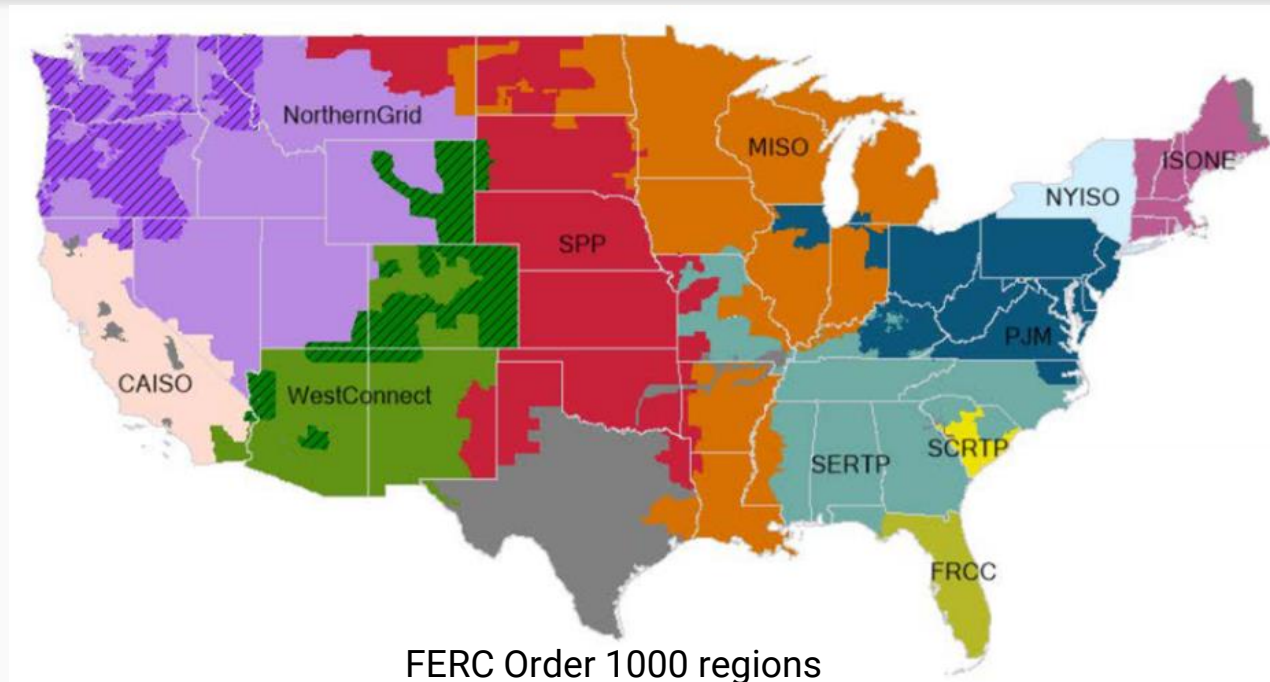 NorthernGrid
MISO
ISONE
NYISO
SPP
PJM
CAISO
WestConnect
SCRTP
SERTP
FRCC
FERC Order 1000 regions